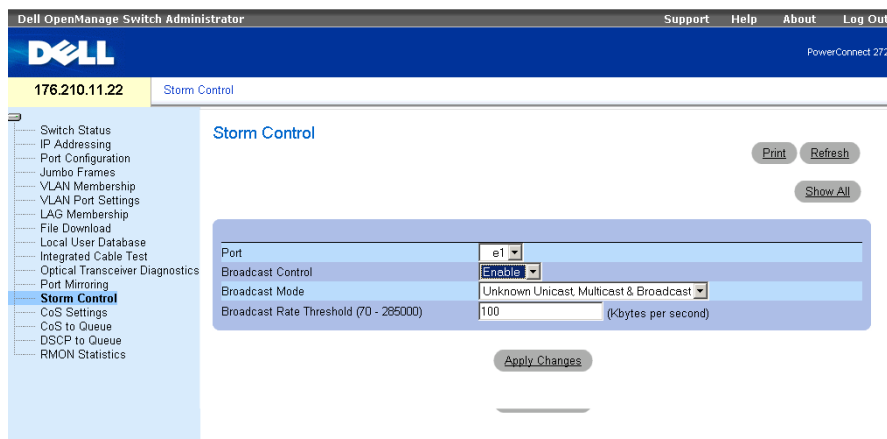 Dell OpenManage Switch Administrator Support Help About Log Out
DELL
PowerConnect 272
176.210.11.22 Storm Control
Switch Status
IP Addressing
Port Configuration
Jumbo Frames
VLAN Membership
VLAN Port Settings
LAG Membership
File Download
Local User Database
Integrated Cable Test
Optical Transceiver Diagnostics
Port Mirroring
Storm Control
CoS Settings
CoS to Queue
DSCP to Queue
RMON Statistics
Storm Control
Print Refresh
Show All
Port e1
Broadcast Control Enable
Broadcast Mode Unknown Unicast, Multicast & Broadcast
Broadcast Rate Threshold (70 - 285000) 100 (Kbytes per second)
Apply Changes